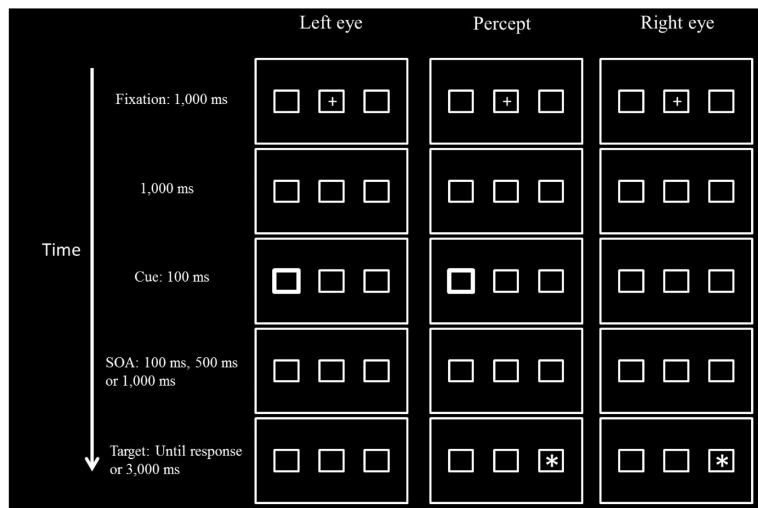 Left eye Percept Right eye
Fixation: 1,000 ms
+ + +
1,000 ms
Time
Cue: 100 ms
SOA: 100 ms, 500 ms
or 1,000 ms
Target: Until response
or 3,000 ms
* *